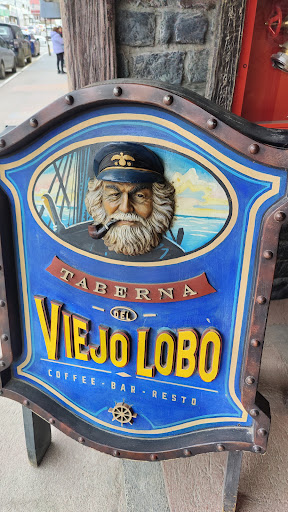 TABERNA
DEL
VIEJO LOBO
COFFEE - BAR - RESTO